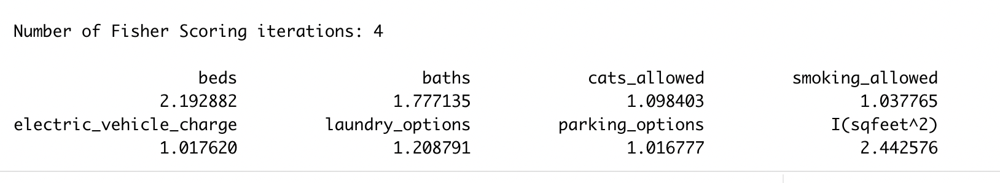 Number of Fisher Scoring iterations: 4
beds baths cats_allowed smoking_allowed
2.192882 1.777135 1.098403 1.037765
electric_vehicle_charge laundry_options parking_options I(sqfeet^2)
1.017620 1.208791 1.016777 2.442576